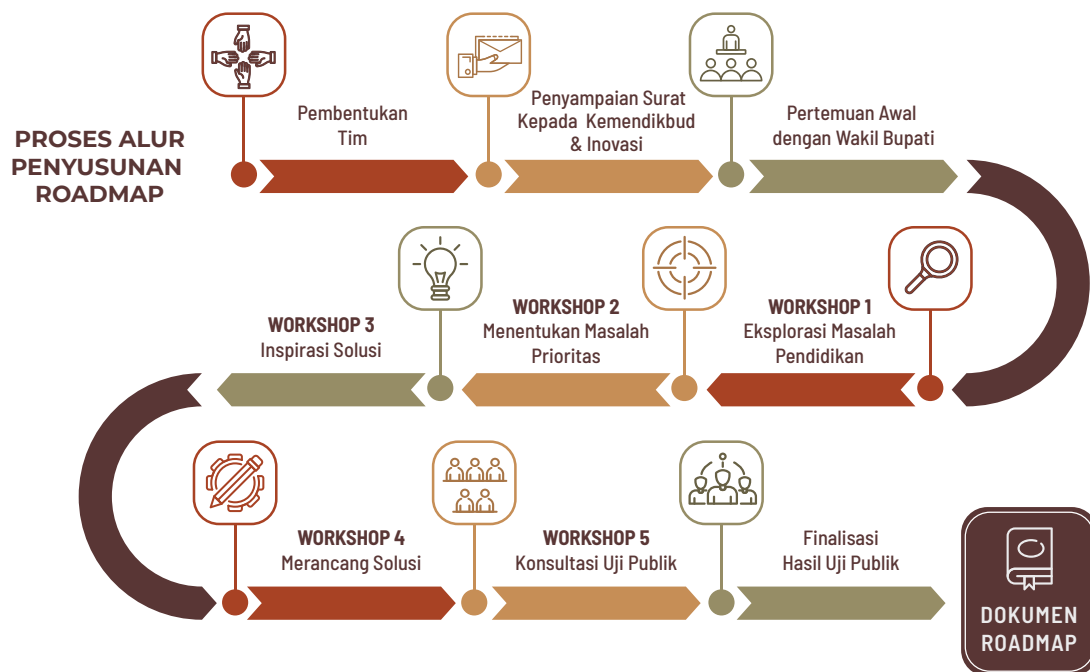 PROSES ALUR
PENYUSUNAN
ROADMAP
Pembentukan
Tim
Penyampaian Surat
Kepada Kemendikbud
& Inovasi
Pertemuan Awal
dengan Wakil Bupati
WORKSHOP 1
Eksplorasi Masalah
Pendidikan
WORKSHOP 2
Menentukan Masalah
Prioritas
WORKSHOP 3
Inspirasi Solusi
WORKSHOP 4
Merancang Solusi
WORKSHOP 5
Konsultasi Uji Publik
Finalisasi
Hasil Uji Publik
DOKUMEN
ROADMAP